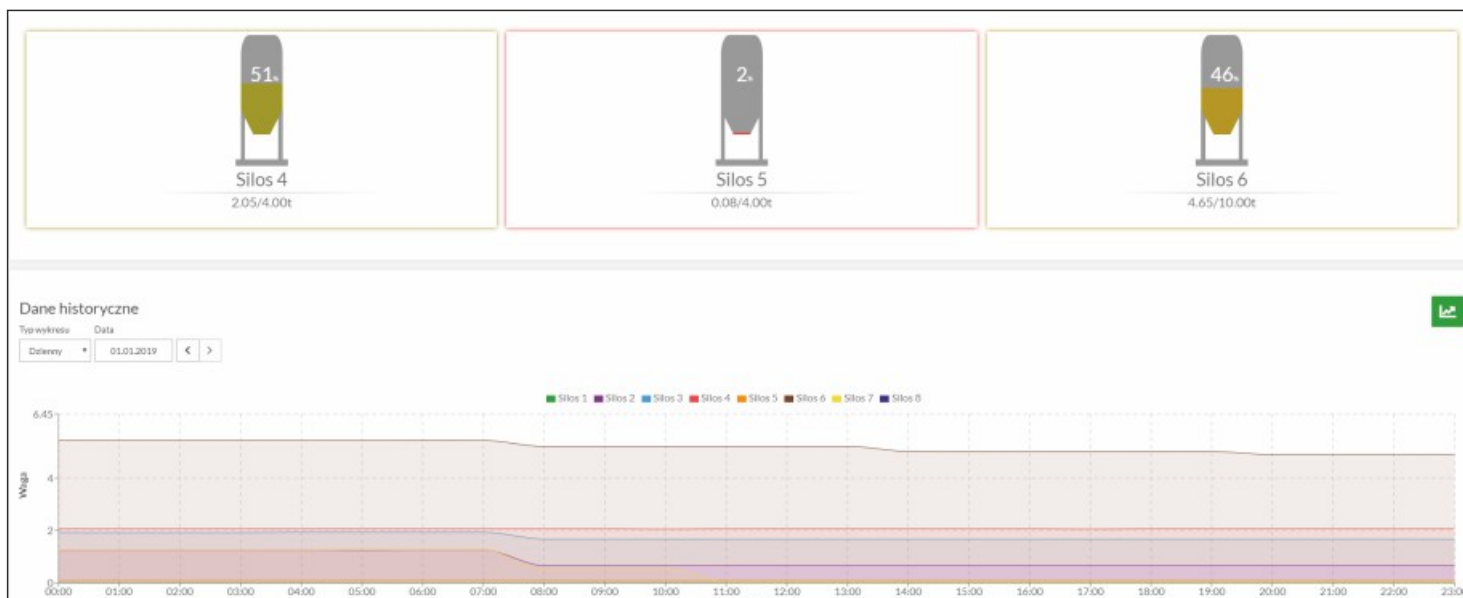 51%
2%
46%
Silos 4
Silos 5
Silos 6
2.05/4.00t
0.08/4.00t
4.65/10.00t
Dane historyczne
Typ wykresu Data
Dzienny 01.01.2019
Silos 1 Silos 2 Silos 3 Silos 4 Silos 5 Silos 6 Silos 7 Silos 8
6.45
Waga
4
2
0
00:00 01:00 02:00 03:00 04:00 05:00 06:00 07:00 08:00 09:00 10:00 11:00 12:00 13:00 14:00 15:00 16:00 17:00 18:00 19:00 20:00 21:00 22:00 23:00